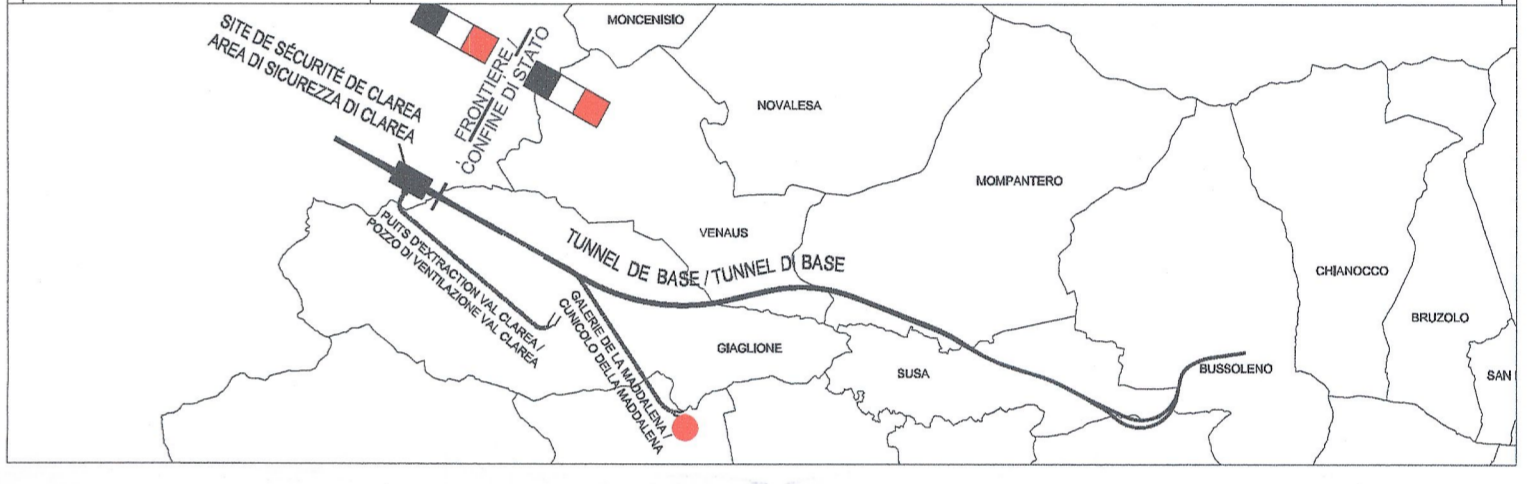 MONCENISIO
SITE DE SÉCURITÉ DE CLAREA
AREA DI SICUREZZA DI CLAREA
FRONTIERE /
CONFINE DI STATO
NOVALESA
MOMPANTERO
VENAUS
PUITS D'EXTRACTION VAL CLAREA /
POZZO DI VENTILAZIONE VAL CLAREA
TUNNEL DE BASE / TUNNEL DI BASE
CHIANOCCO
GALERIE DE LA MADDALENA /
CUNICOLO DELLA MADDALENA
GIAGLIONE
BRUZOLO
SUSA
BUSSOLENO
SAN